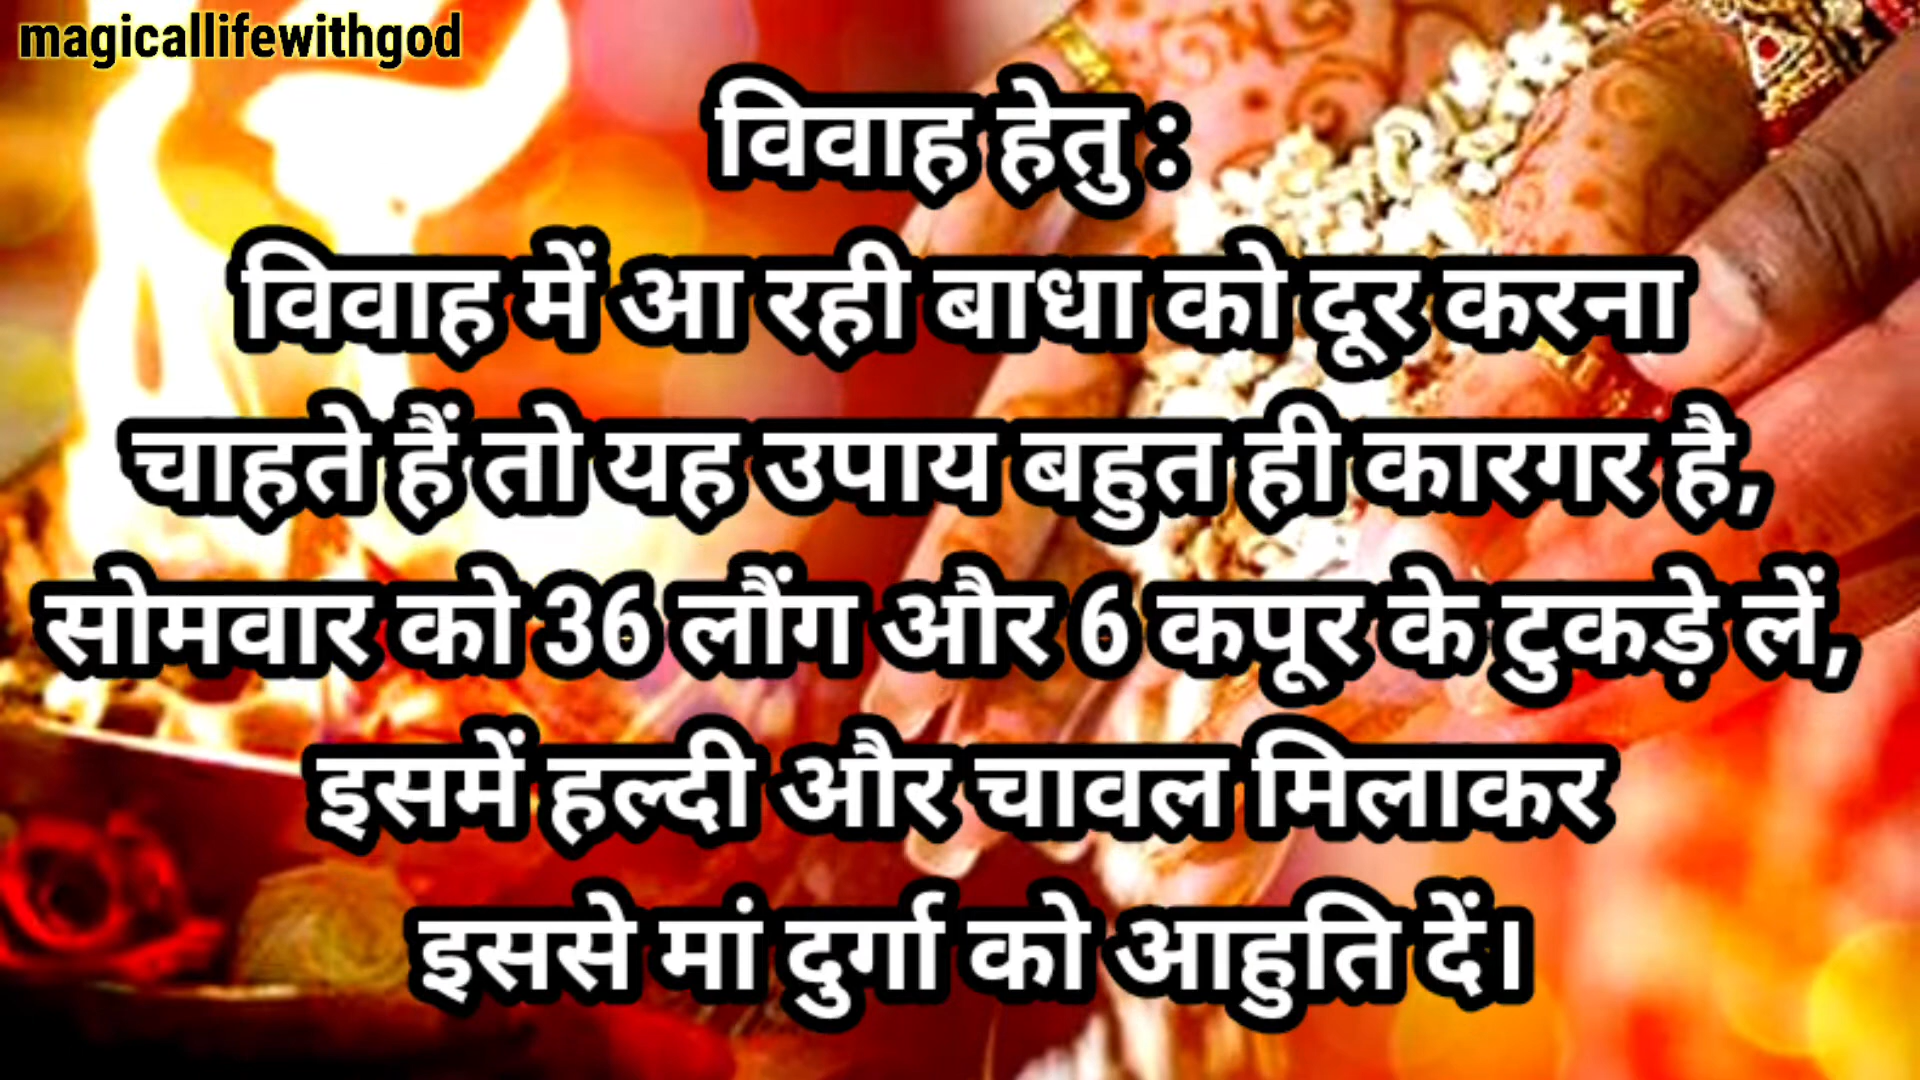 magicallifewithgod
विवाह हेतु :
विवाह में आ रही बाधा को दूर करना
चाहते हैं तो यह उपाय बहुत ही कारगर है,
सोमवार को 36 लौंग और 6 कपूर के टुकड़े लें,
इसमें हल्दी और चावल मिलाकर
इससे मां दुर्गा को आहुति दें।